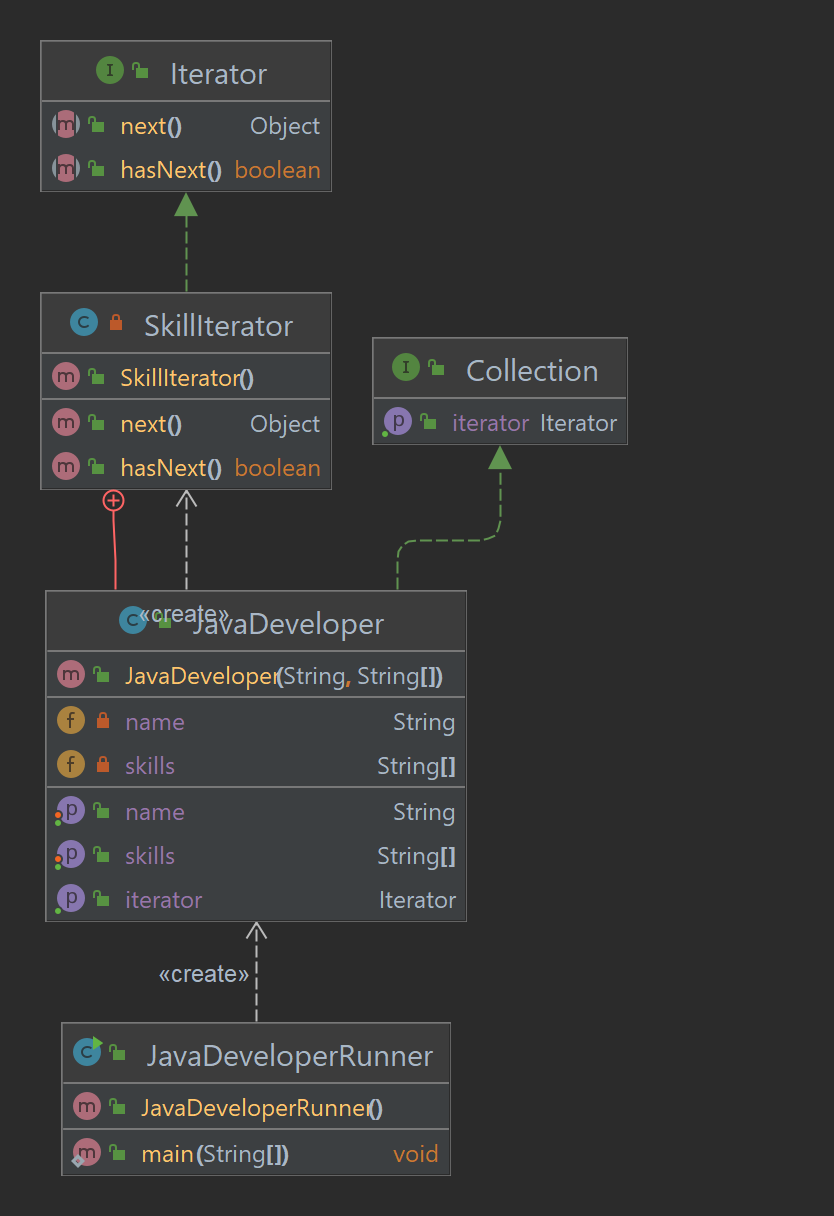 Iterator
next() Object
hasNext() boolean
SkillIterator
SkillIterator()
next() Object
hasNext() boolean
Collection
iterator Iterator
«create»
JavaDeveloper
JavaDeveloper(String, String[])
name String
skills String[]
name String
skills String[]
iterator Iterator
«create»
JavaDeveloperRunner
JavaDeveloperRunner()
main(String[]) void